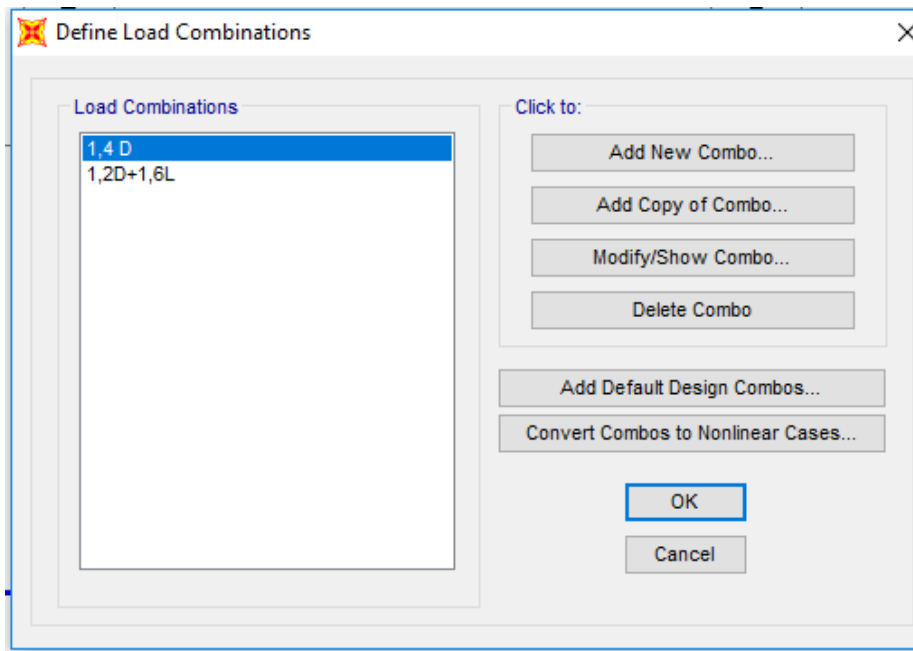 Define Load Combinations
Load Combinations
1,4 D
1,2D+1,6L
Click to:
Add New Combo...
Add Copy of Combo...
Modify/Show Combo...
Delete Combo
Add Default Design Combos...
Convert Combos to Nonlinear Cases...
OK
Cancel